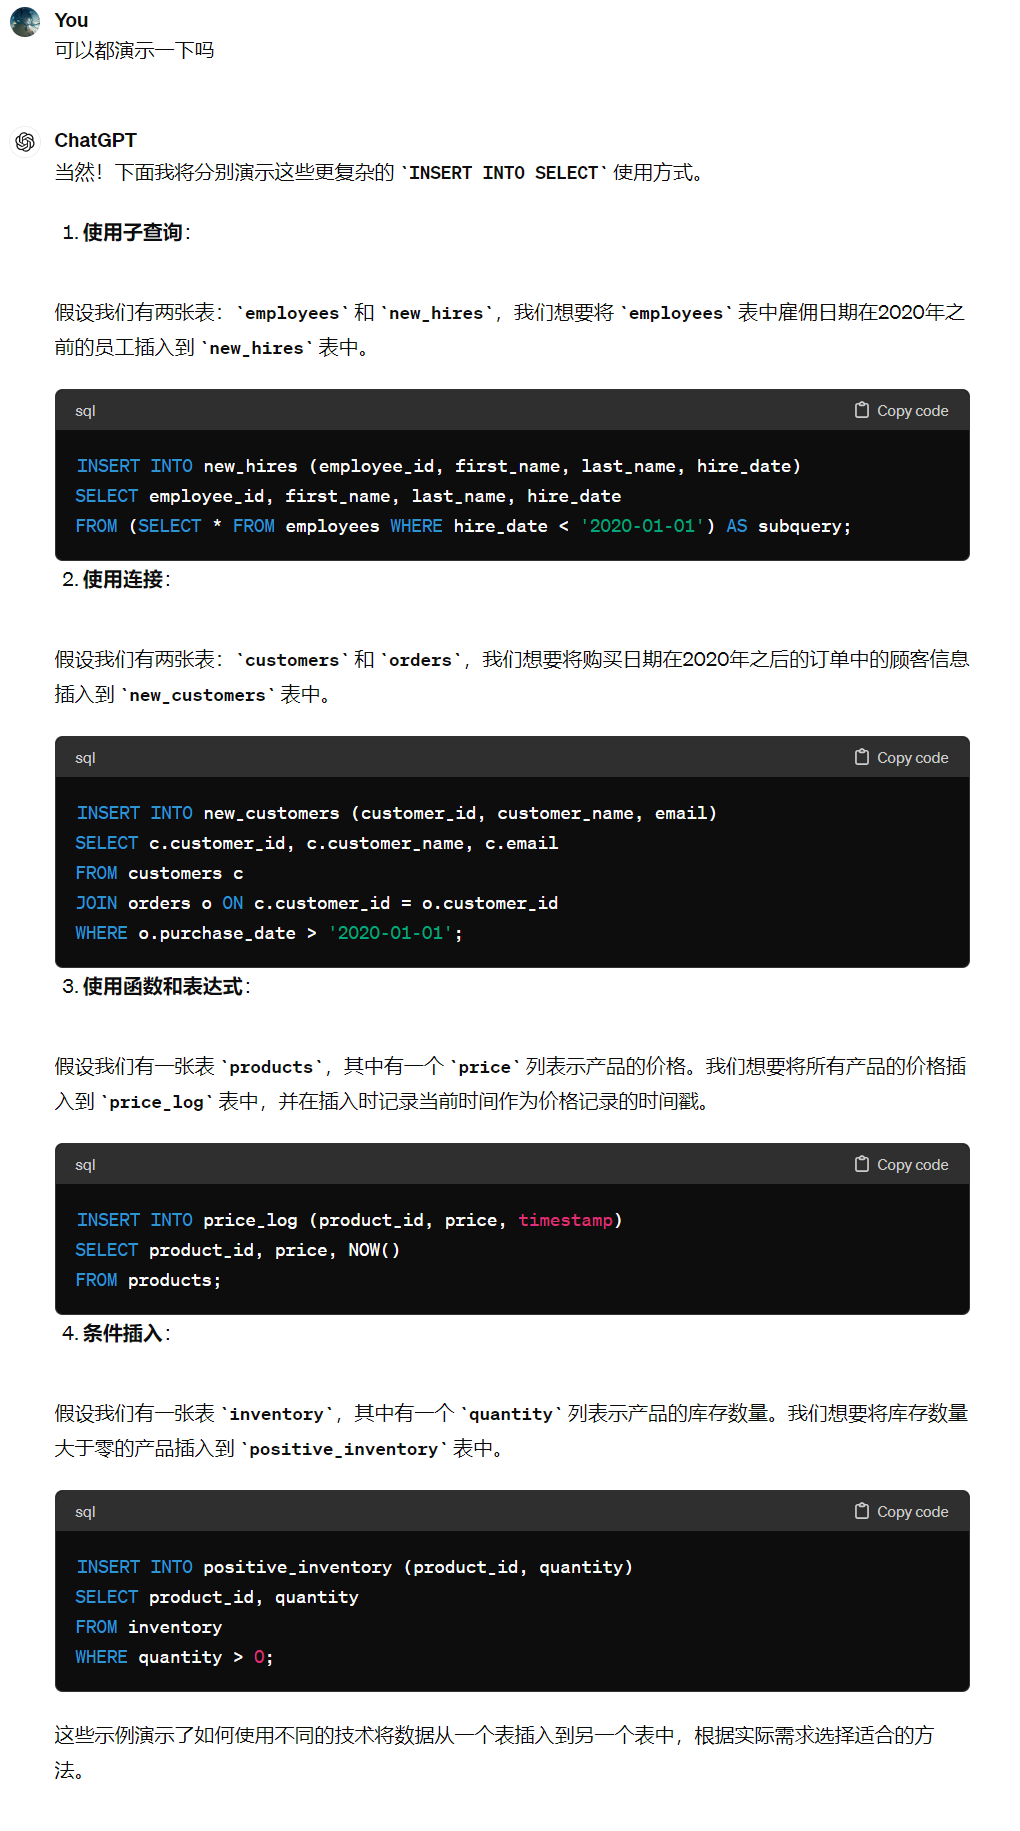 You
可以都演示一下吗
ChatGPT
当然！下面我将分别演示这些更复杂的 `INSERT INTO SELECT` 使用方式。
1. 使用子查询：
假设我们有两张表：`employees` 和 `new_hires`，我们想要将 `employees` 表中雇佣日期在2020年之
前的员工插入到 `new_hires` 表中。
sql Copy code
INSERT INTO new_hires (employee_id, first_name, last_name, hire_date)
SELECT employee_id, first_name, last_name, hire_date
FROM (SELECT * FROM employees WHERE hire_date < '2020-01-01') AS subquery;
2. 使用连接：
假设我们有两张表：`customers` 和 `orders`，我们想要将购买日期在2020年之后的订单中的顾客信息
插入到 `new_customers` 表中。
sql Copy code
INSERT INTO new_customers (customer_id, customer_name, email)
SELECT c.customer_id, c.customer_name, c.email
FROM customers c
JOIN orders o ON c.customer_id = o.customer_id
WHERE o.purchase_date > '2020-01-01';
3. 使用函数和表达式：
假设我们有一张表 `products`，其中有一个 `price` 列表示产品的价格。我们想要将所有产品的价格插
入到 `price_log` 表中，并在插入时记录当前时间作为价格记录的时间戳。
sql Copy code
INSERT INTO price_log (product_id, price, timestamp)
SELECT product_id, price, NOW()
FROM products;
4. 条件插入：
假设我们有一张表 `inventory`，其中有一个 `quantity` 列表示产品的库存数量。我们想要将库存数量
大于零的产品插入到 `positive_inventory` 表中。
sql Copy code
INSERT INTO positive_inventory (product_id, quantity)
SELECT product_id, quantity
FROM inventory
WHERE quantity > 0;
这些示例演示了如何使用不同的技术将数据从一个表插入到另一个表中，根据实际需求选择适合的方
法。